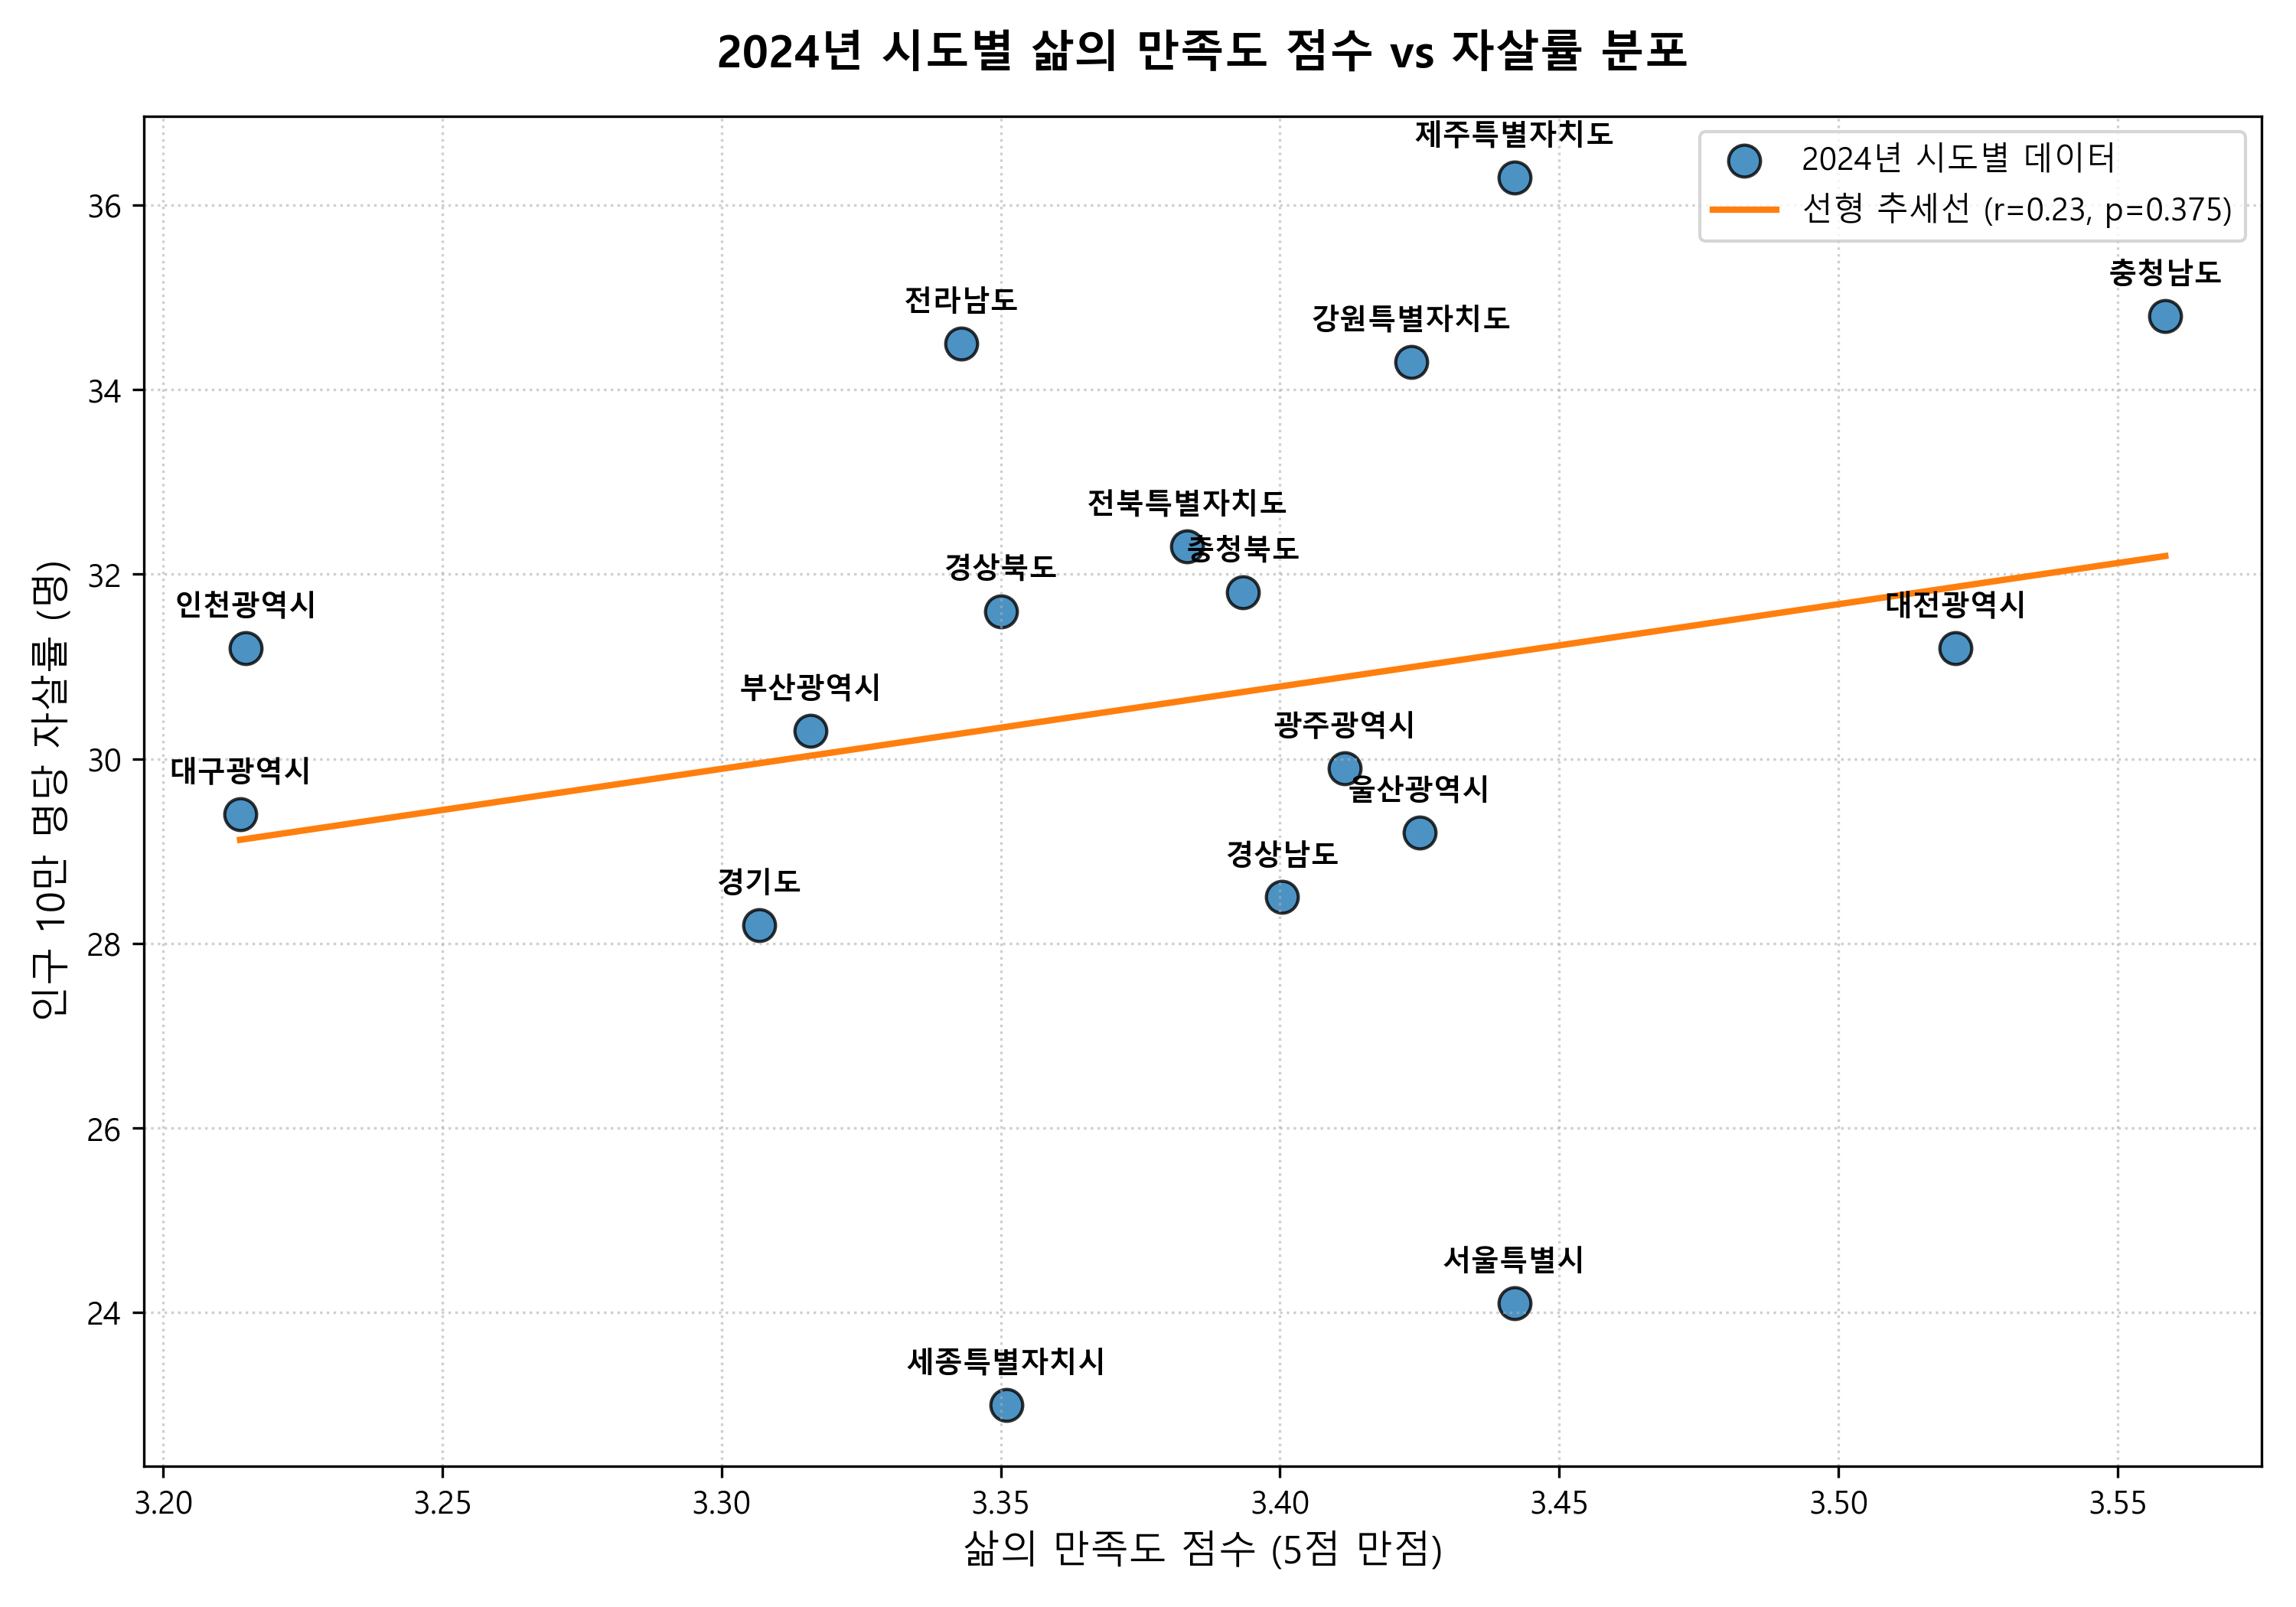 2024년 시도별 삶의 만족도 점수 vs 자살률 분포
제주특별자치도
2024년 시도별 데이터
선형 추세선 (r=0.23, p=0.375)
충청남도
전라남도
강원특별자치도
전북특별자치도
충청북도
경상북도
인천광역시
대전광역시
부산광역시
광주광역시
대구광역시
울산광역시
경상남도
경기도
서울특별시
세종특별자치시
인구 10만 명당 자살률 (명)
36
34
32
30
28
26
24
3.20 3.25 3.30 3.35 3.40 3.45 3.50 3.55
삶의 만족도 점수 (5점 만점)